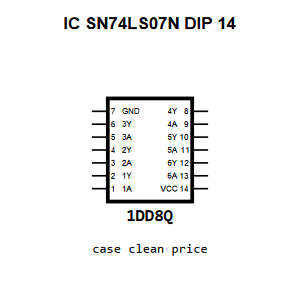 IC SN74LS07N DIP 14
7 GND 4Y 8
6 3Y 4A 9
5 3A 5Y 10
4 2Y 5A 11
3 2A 6Y 12
2 1Y 6A 13
1 1A VCC 14
1DD8Q
case clean price